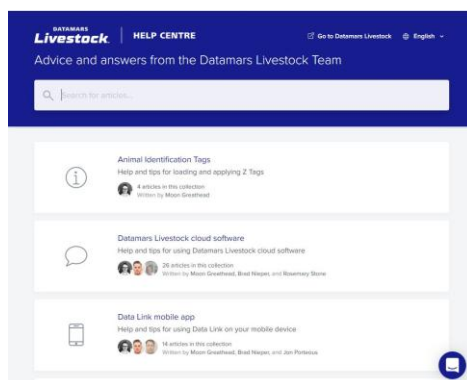 DATAMARS
Livestock
HELP CENTRE
Go to Datamars Livestock
English
Advice and answers from the Datamars Livestock Team
Search for articles...
Animal Identification Tags
Help and tips for loading and applying Z Tags
4 articles in this collection
Written by Moon Greathead
Datamars Livestock cloud software
Help and tips for using Datamars Livestock cloud software
26 articles in this collection
Written by Moon Greathead, Brad Nieper, and Rosemary Stone
Data Link mobile app
Help and tips for using Data Link on your mobile device
14 articles in this collection
Written by Moon Greathead, Brad Nieper, and Jon Porteous